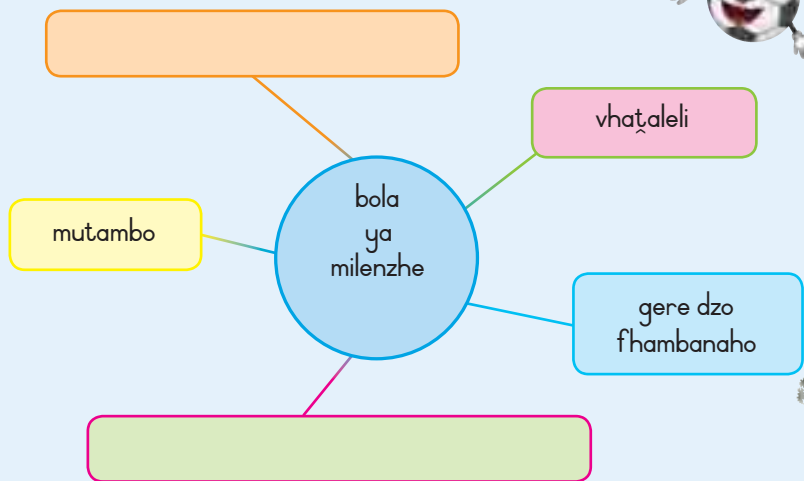 vhaṱaleli
bola
ya
milenzhe
mutambo
gere dzo
fhambanaho